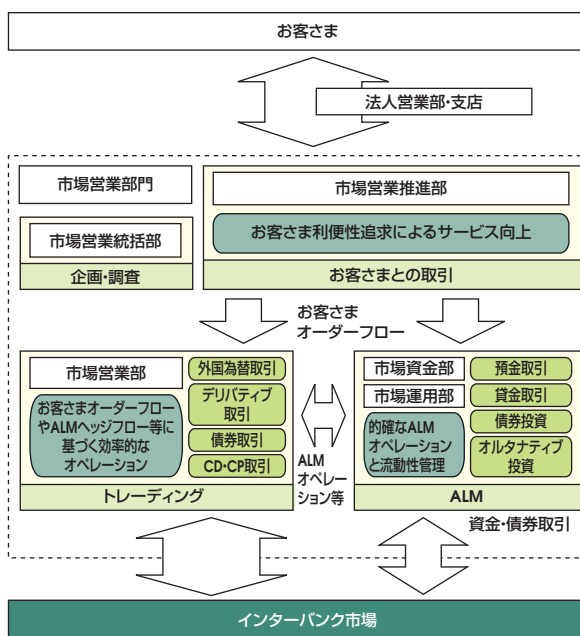 お客さま
法人営業部・支店
市場営業部門
市場営業推進部
お客さま利便性追求によるサービス向上
お客さまとの取引
市場営業統括部
企画・調査
お客さま
オーダーフロー
市場営業部
お客さまオーダーフロー
やALMヘッジフロー等に
基づく効率的な
オペレーション
外国為替取引
デリバティブ
取引
債券取引
CD・CP取引
トレーディング
ALM
オペレー
ション等
市場資金部
市場運用部
的確なALM
オペレーション
と流動性管理
預金取引
貸金取引
債券投資
オルタナティブ
投資
ALM
資金・債券取引
インターバンク市場